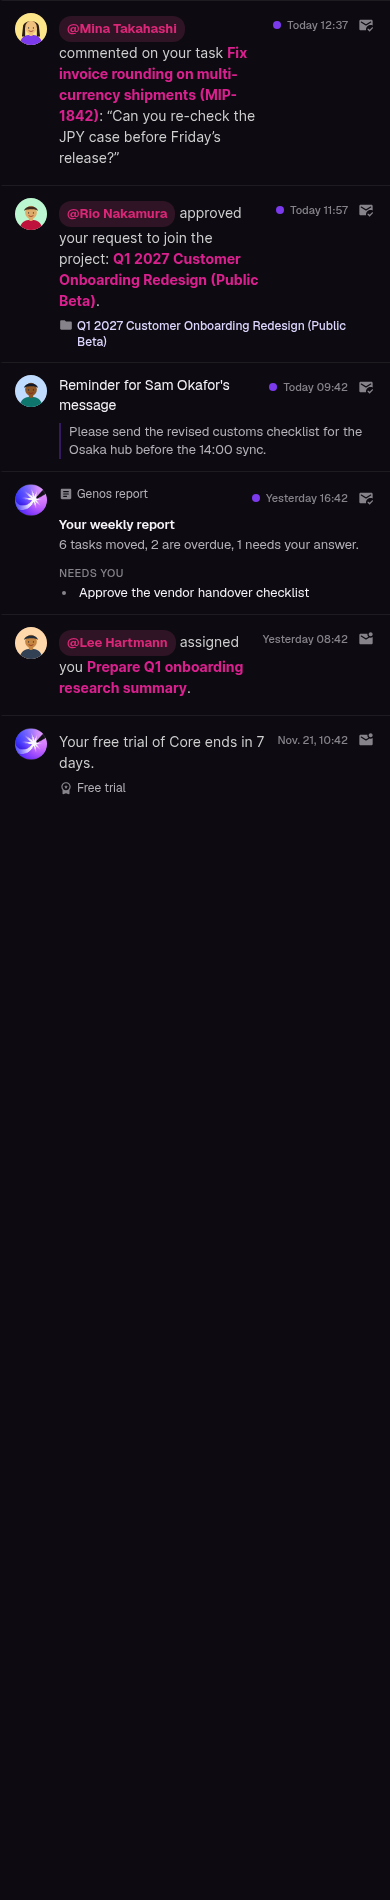 @Mina Takahashi
Today 12:37
commented on your task Fix
invoice rounding on multi-
currency shipments (MIP-
1842): “Can you re-check the
JPY case before Friday’s
release?”
@Rio Nakamura approved
Today 11:57
your request to join the
project: Q1 2027 Customer
Onboarding Redesign (Public
Beta).
Q1 2027 Customer Onboarding Redesign (Public
Beta)
Reminder for Sam Okafor's
Today 09:42
message
Please send the revised customs checklist for the
Osaka hub before the 14:00 sync.
Genos report
Yesterday 16:42
Your weekly report
6 tasks moved, 2 are overdue, 1 needs your answer.
NEEDS YOU
• Approve the vendor handover checklist
@Lee Hartmann assigned
Yesterday 08:42
you Prepare Q1 onboarding
research summary.
Your free trial of Core ends in 7
Nov. 21, 10:42
days.
Free trial